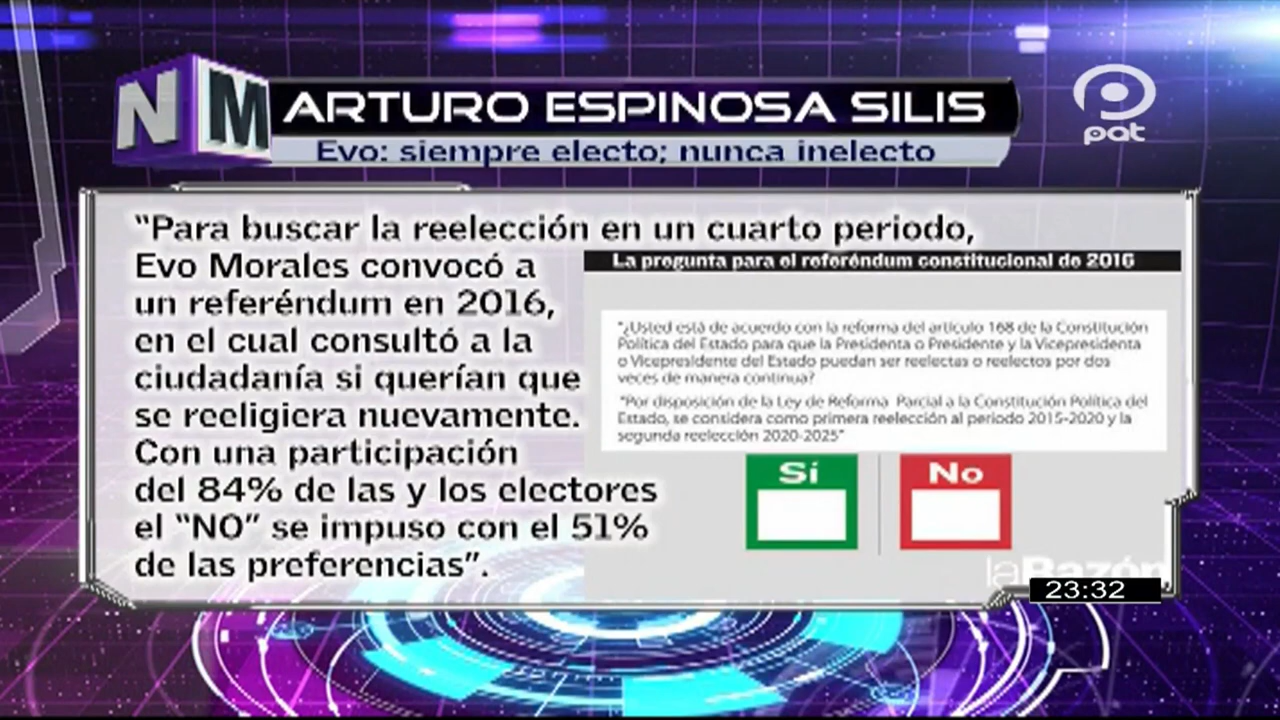 NM
ARTURO ESPINOSA SILIS
pat
Evo: siempre electo; nunca inelecto
“Para buscar la reelección en un cuarto periodo,
Evo Morales convocó a
un referéndum en 2016,
en el cual consultó a la
ciudadanía si querían que
se reeligiera nuevamente.
Con una participación
del 84% de las y los electores
el “NO” se impuso con el 51%
de las preferencias”.
La pregunta para el referéndum constitucional de 2016
"¿Usted está de acuerdo con la reforma del artículo 168 de la Constitución
Política del Estado para que la Presidenta o Presidente y la Vicepresidenta
o Vicepresidente del Estado puedan ser reelectas o reelectos por dos
veces de manera continua?
"Por disposición de la Ley de Reforma Parcial a la Constitución Política del
Estado, se considera como primera reelección al periodo 2015-2020 y la
segunda reelección 2020-2025"
Sí
No
laRazón
23:32